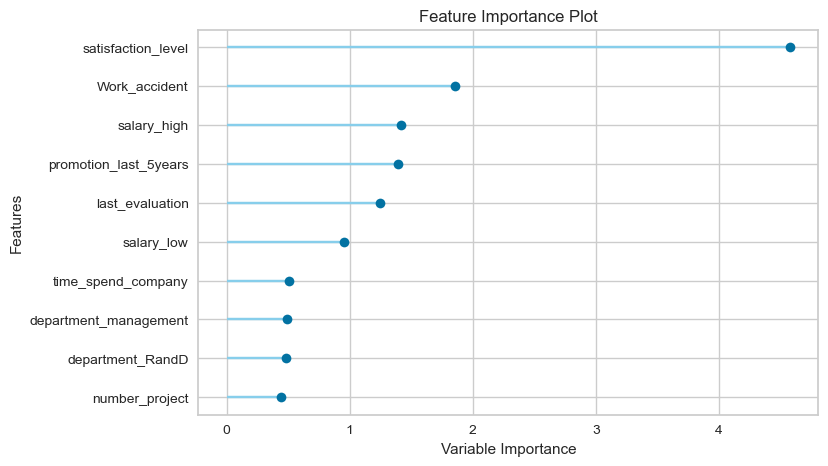 Feature Importance Plot
Features
satisfaction_level
Work_accident
salary_high
promotion_last_5years
last_evaluation
salary_low
time_spend_company
department_management
department_RandD
number_project
0 1 2 3 4
Variable Importance